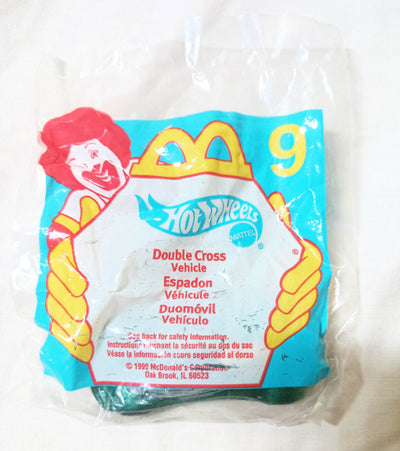 9
Hot Wheels
MATTEL
®
®
Double Cross
Vehicle
Espadon
Véhicule
Duomóvil
Vehículo
See back for safety information.
Instructions touchant la sécurité au dos du sac
Véase la información sobre seguridad al dorso
© 1999 McDonald's Corporation
Oak Brook, IL 60523